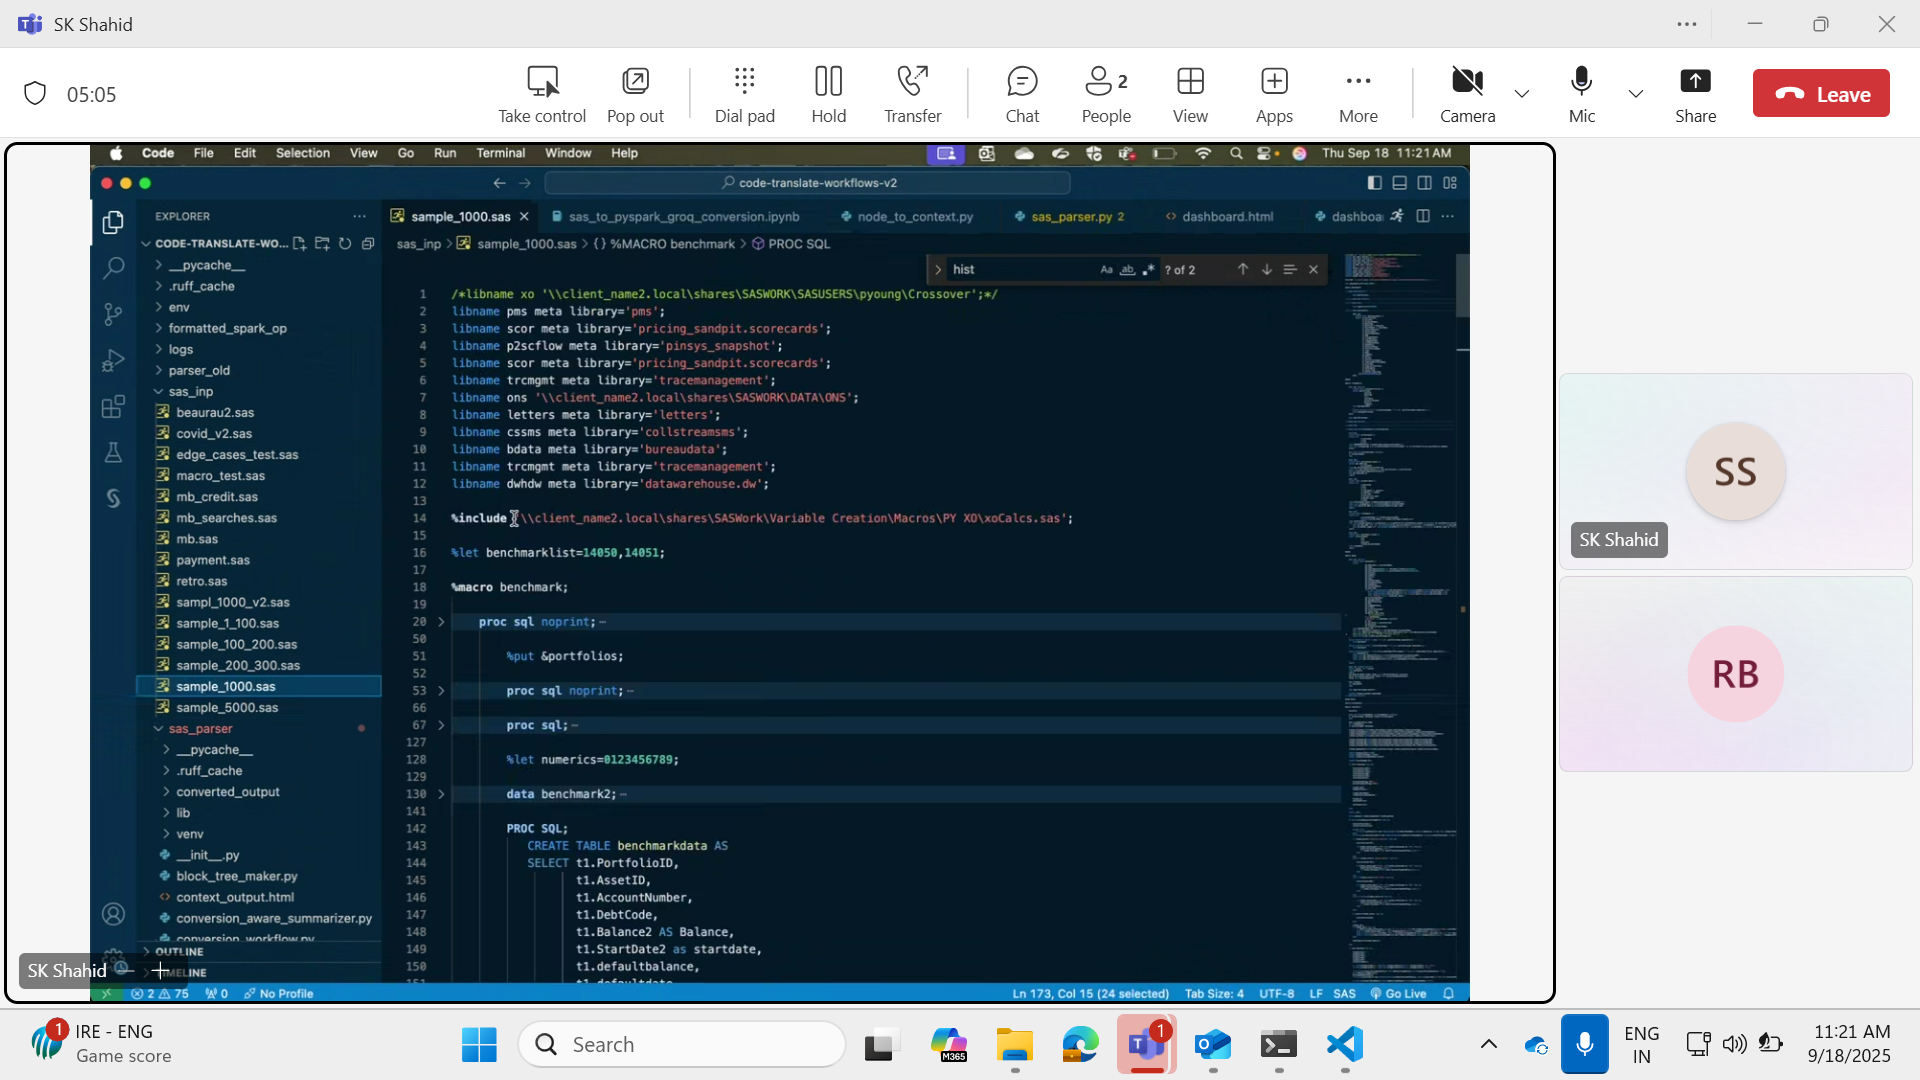 SK Shahid
05:05
Take control
Pop out
Dial pad
Hold
Transfer
Chat
2
People
View
Apps
More
Camera
Mic
Share
Leave
Code File Edit Selection View Go Run Terminal Window Help
Thu Sep 18 11:21AM
code-translate-workflows-v2
EXPLORER
sample_1000.sas
sas_to_pyspark_groq_conversion.ipynb
node_to_context.py
sas_parser.py 2
dashboard.html
dashboa
CODE-TRANSLATE-WO...
sas_inp > sample_1000.sas > {} %MACRO benchmark > PROC SQL
hist
Aa ab .* ? of 2
__pycache__
.ruff_cache
env
formatted_spark_op
logs
parser_old
sas_inp
beaurau2.sas
covid_v2.sas
edge_cases_test.sas
macro_test.sas
mb_credit.sas
mb_searches.sas
mb.sas
payment.sas
retro.sas
sampl_1000_v2.sas
sample_1_100.sas
sample_100_200.sas
sample_200_300.sas
sample_1000.sas
sample_5000.sas
sas_parser
__pycache__
.ruff_cache
converted_output
lib
venv
__init__.py
block_tree_maker.py
context_output.html
conversion_aware_summarizer.py
conversion_workflow.py
OUTLINE
TIMELINE
1 /*libname xo '\\client_name2.local\shares\SASWORK\SASUSERS\pyoung\Crossover';*/
2 libname pms meta library='pms';
3 libname scor meta library='pricing_sandpit.scorecards';
4 libname p2scflow meta library='pinsys_snapshot';
5 libname scor meta library='pricing_sandpit.scorecards';
6 libname trcmgmt meta library='tracemanagement';
7 libname ons '\\client_name2.local\shares\SASWORK\DATA\ONS';
8 libname letters meta library='letters';
9 libname cssms meta library='collstreamsms';
10 libname bdata meta library='bureaudata';
11 libname trcmgmt meta library='tracemanagement';
12 libname dwhdw meta library='datawarehouse.dw';
13
14 %include '\\client_name2.local\shares\SASWork\Variable Creation\Macros\PY XO\xoCalcs.sas';
15
16 %let benchmarklist=14050,14051;
17
18 %macro benchmark;
19
20 proc sql noprint;
50
51 %put &portfolios;
52
53 proc sql noprint;
66
67 proc sql;
127
128 %let numerics=0123456789;
129
130 data benchmark2;
141
142 PROC SQL;
143 CREATE TABLE benchmarkdata AS
144 SELECT t1.PortfolioID,
145 t1.AssetID,
146 t1.AccountNumber,
147 t1.DebtCode,
148 t1.Balance2 AS Balance,
149 t1.StartDate2 as startdate,
150 t1.defaultbalance,
151 t1.defaultdate,
SK Shahid
2 75 0 No Profile
Ln 173, Col 15 (24 selected) Tab Size: 4 UTF-8 LF SAS Go Live
SS
SK Shahid
RB
1
IRE - ENG
Game score
Search
M365
1
ENG
IN
11:21 AM
9/18/2025